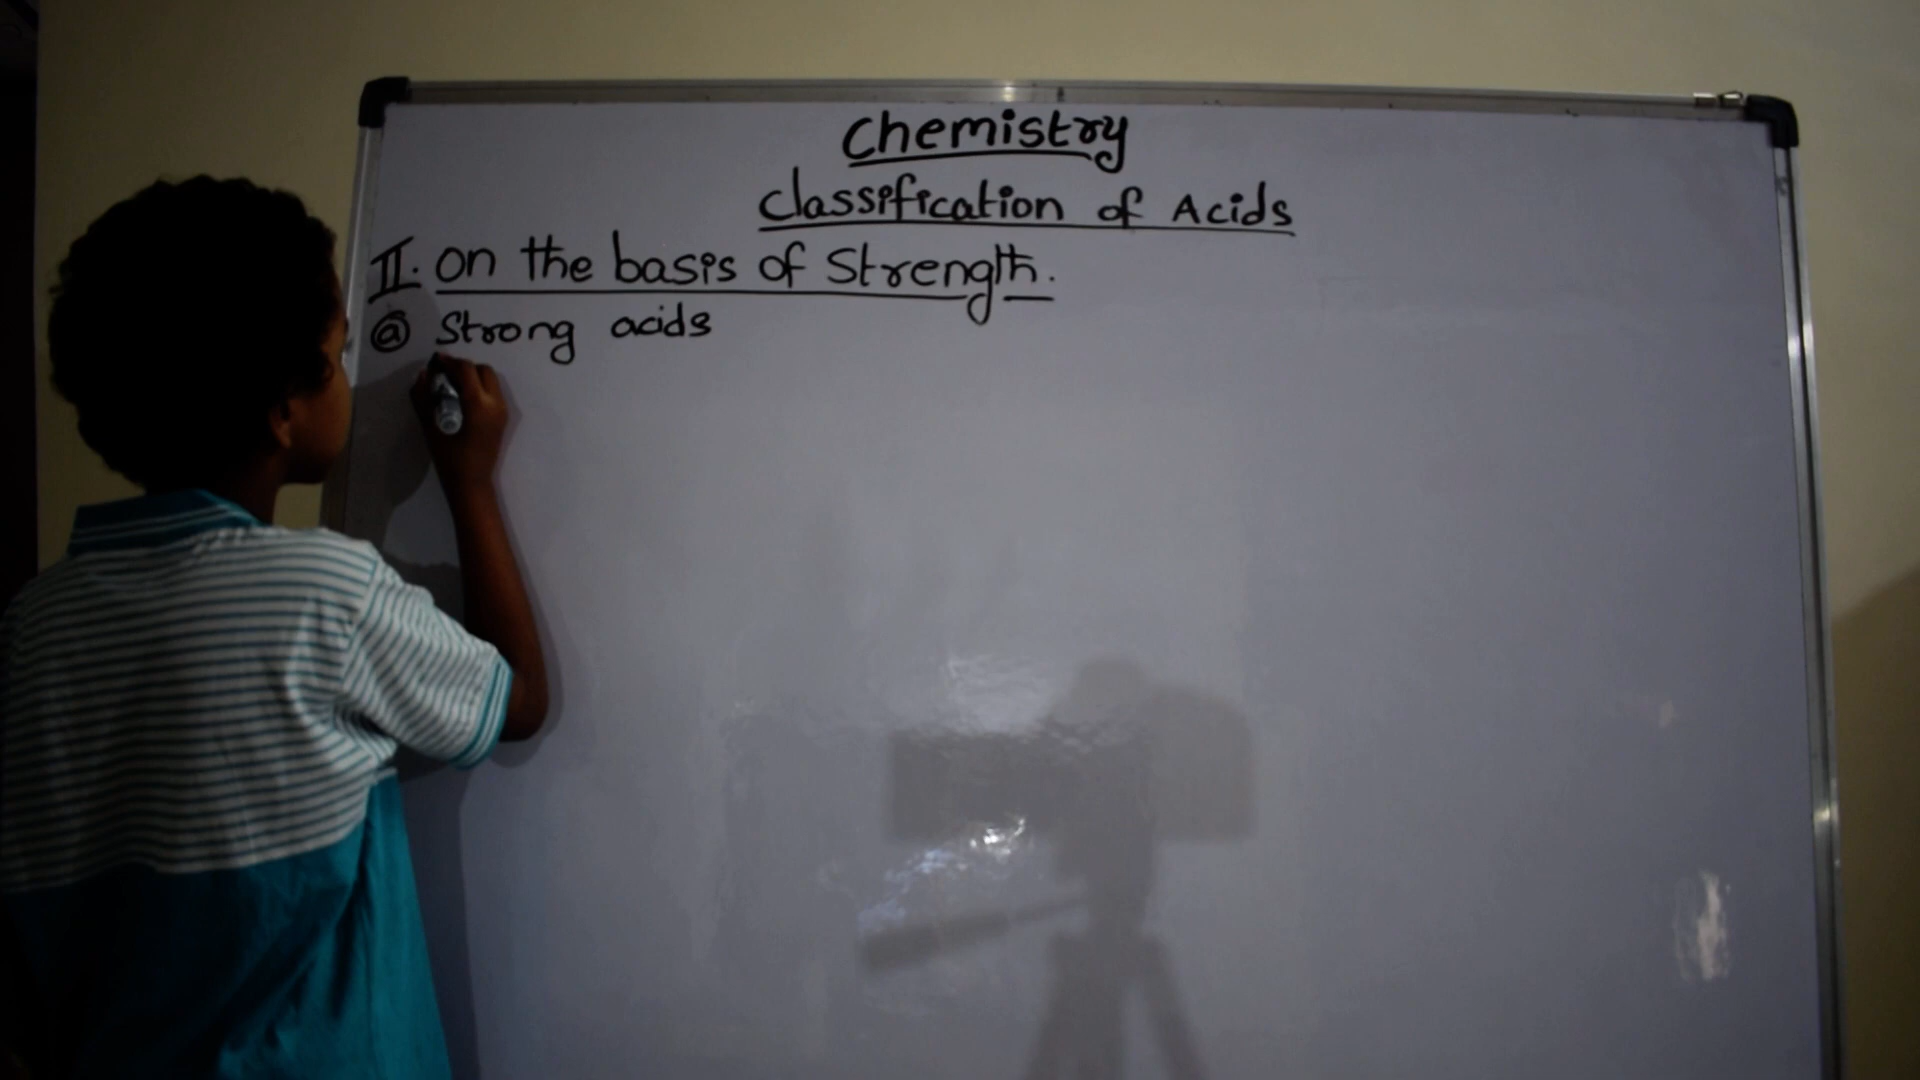 Chemistry
Classification of Acids
II. on the basis of Strength.
ⓐ Strong acids